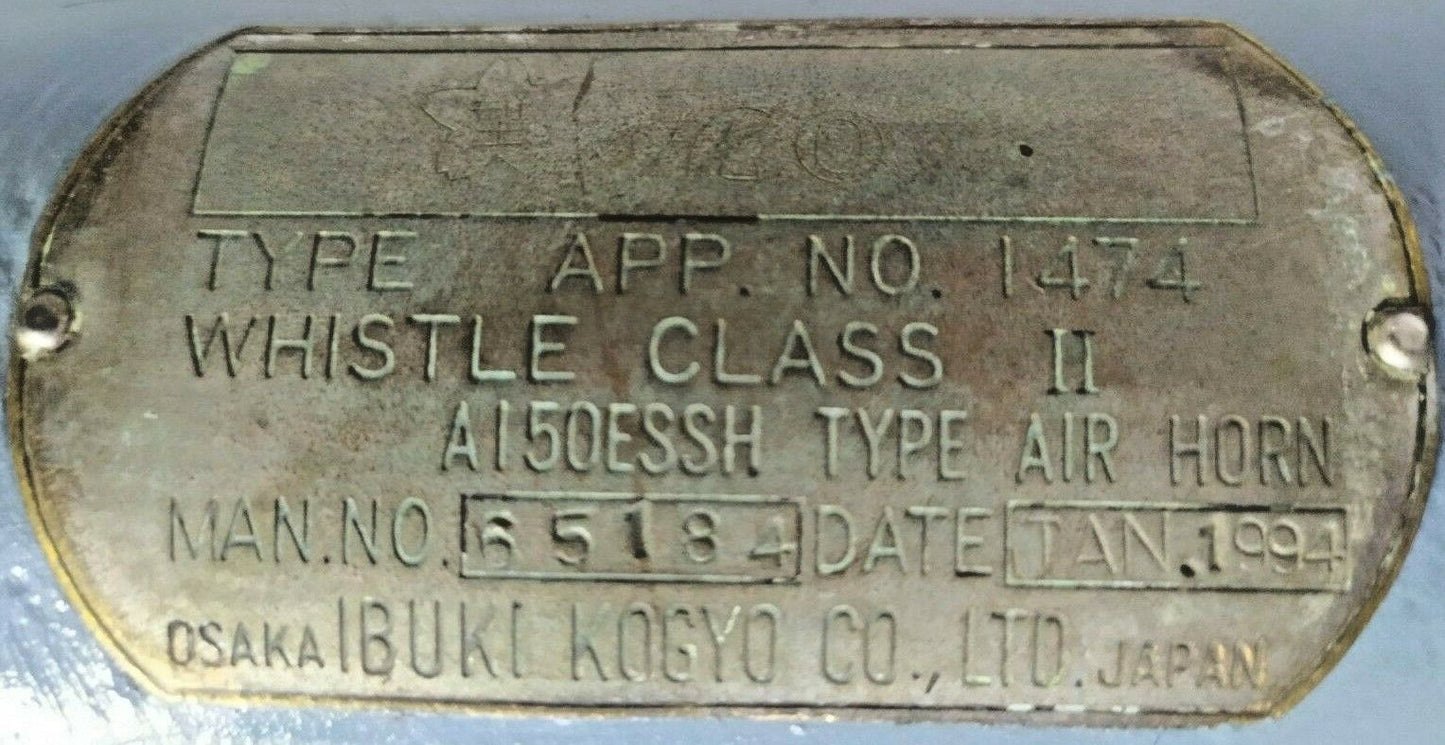 TYPE APP. NO. 1474
WHISTLE CLASS II
A150ESSH TYPE AIR HORN
MAN.NO. 65184 DATE JAN.1994
OSAKA IBUKI KOGYO CO., LTD. JAPAN